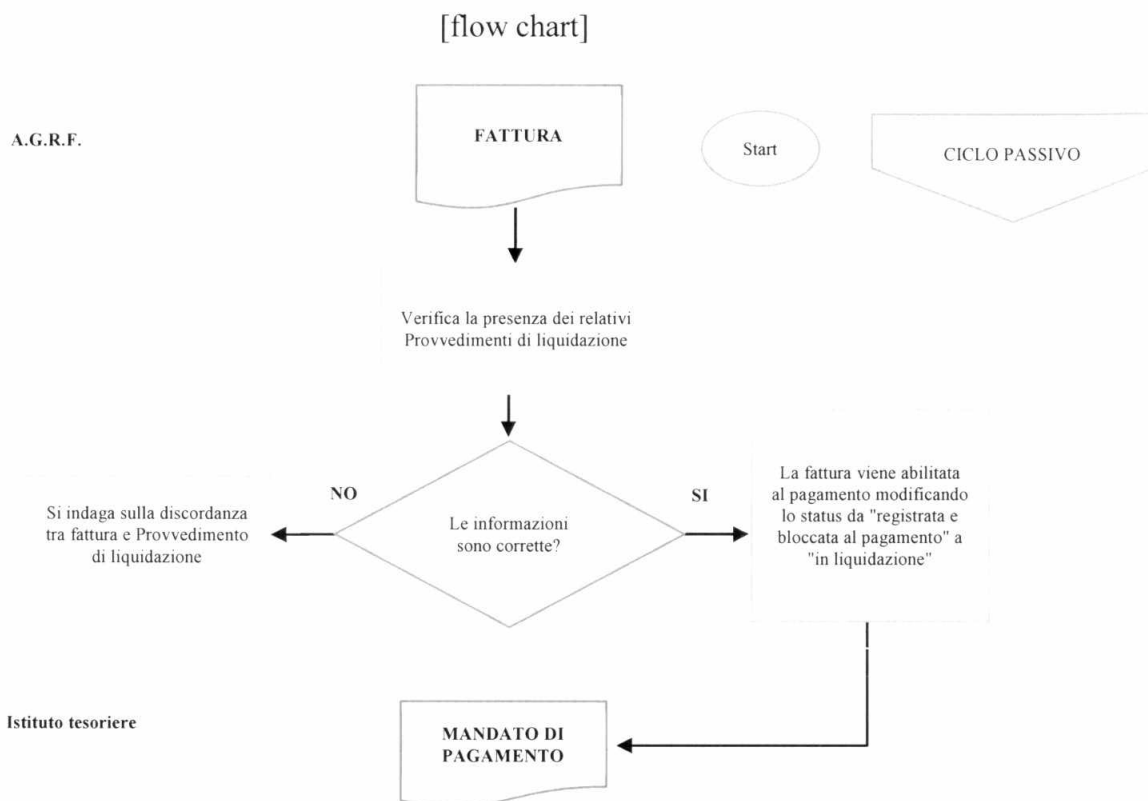 [flow chart]
A.G.R.F.
FATTURA
Start
CICLO PASSIVO
Verifica la presenza dei relativi
Provvedimenti di liquidazione
NO
SI
Si indaga sulla discordanza
tra fattura e Provvedimento
di liquidazione
Le informazioni
sono corrette?
La fattura viene abilitata
al pagamento modificando
lo status da "registrata e
bloccata al pagamento" a
"in liquidazione"
Istituto tesoriere
MANDATO DI
PAGAMENTO